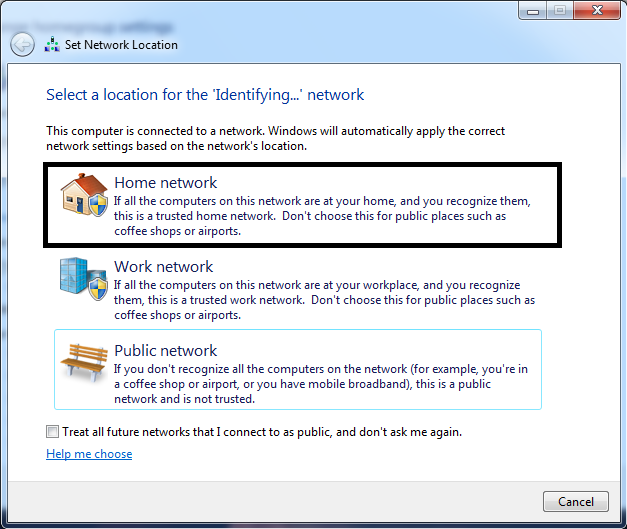 Set Network Location
Select a location for the 'Identifying...' network
This computer is connected to a network. Windows will automatically apply the correct
network settings based on the network's location.
Home network
If all the computers on this network are at your home, and you recognize them,
this is a trusted home network.  Don't choose this for public places such as
coffee shops or airports.
Work network
If all the computers on this network are at your workplace, and you recognize
them, this is a trusted work network.  Don't choose this for public places such as
coffee shops or airports.
Public network
If you don't recognize all the computers on the network (for example, you're in
a coffee shop or airport, or you have mobile broadband), this is a public
network and is not trusted.
Treat all future networks that I connect to as public, and don't ask me again.
Help me choose
Cancel